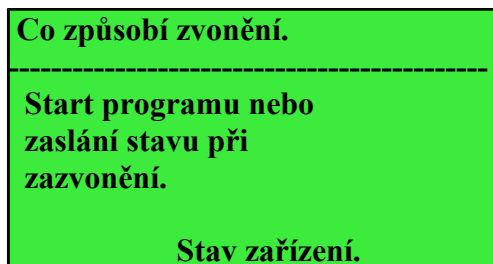 Co způsobí zvonění.
---------------------------------------------
Start programu nebo
zaslání stavu při
zazvonění.
Stav zařízení.